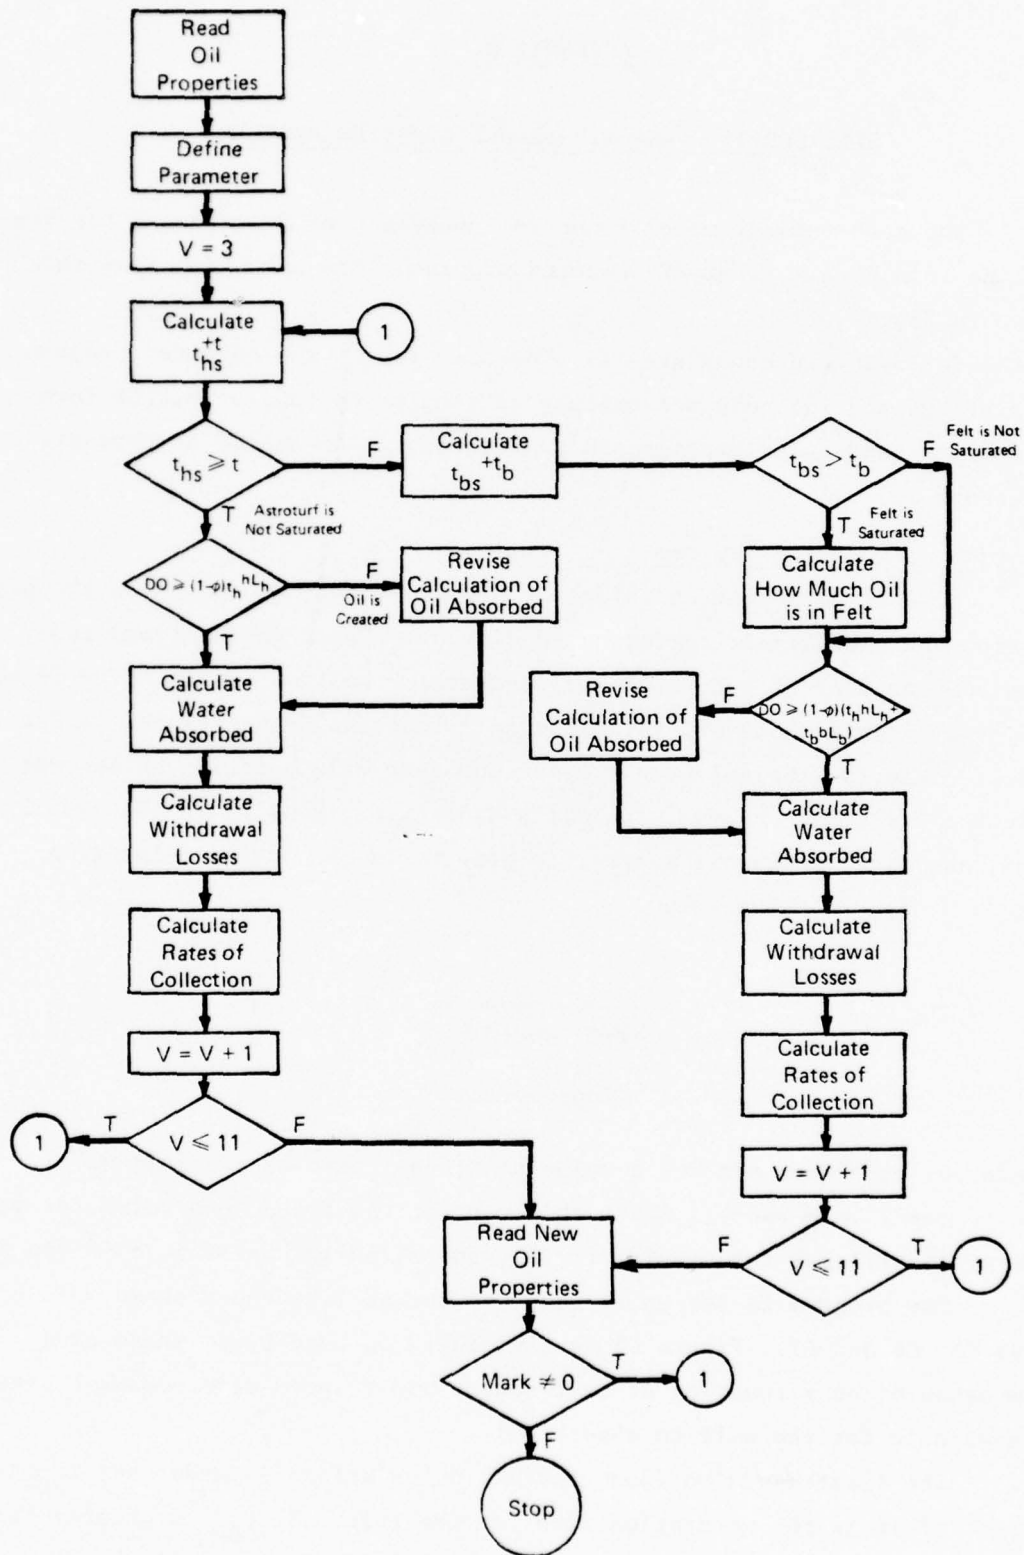 Read
Oil
Properties
Define
Parameter
V = 3
Calculate
+t
t_hs
1
t_hs ≥ t
F
Calculate
t_bs + t_b
t_bs > t_b
F
Felt is Not
Saturated
T
Astroturf is
Not Saturated
T
Felt is
Saturated
DO ≥ (1-φ)t_h hL_h
F
Oil is
Created
Revise
Calculation of
Oil Absorbed
Calculate
How Much Oil
is in Felt
T
Calculate
Water
Absorbed
Revise
Calculation of
Oil Absorbed
F
DO ≥ (1-φ)(t_h hL_h +
t_b bL_b)
T
Calculate
Withdrawal
Losses
Calculate
Water
Absorbed
Calculate
Rates of
Collection
Calculate
Withdrawal
Losses
V = V + 1
Calculate
Rates of
Collection
1
T
V ≤ 11
F
V = V + 1
Read New
Oil
Properties
F
V ≤ 11
T
1
Mark ≠ 0
T
1
F
Stop